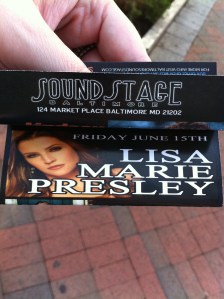 SOUNDSTAGE
BALTIMORE
124 MARKET PLACE BALTIMORE MD 21202
FRIDAY JUNE 15TH
LISA
MARIE
PRESLEY